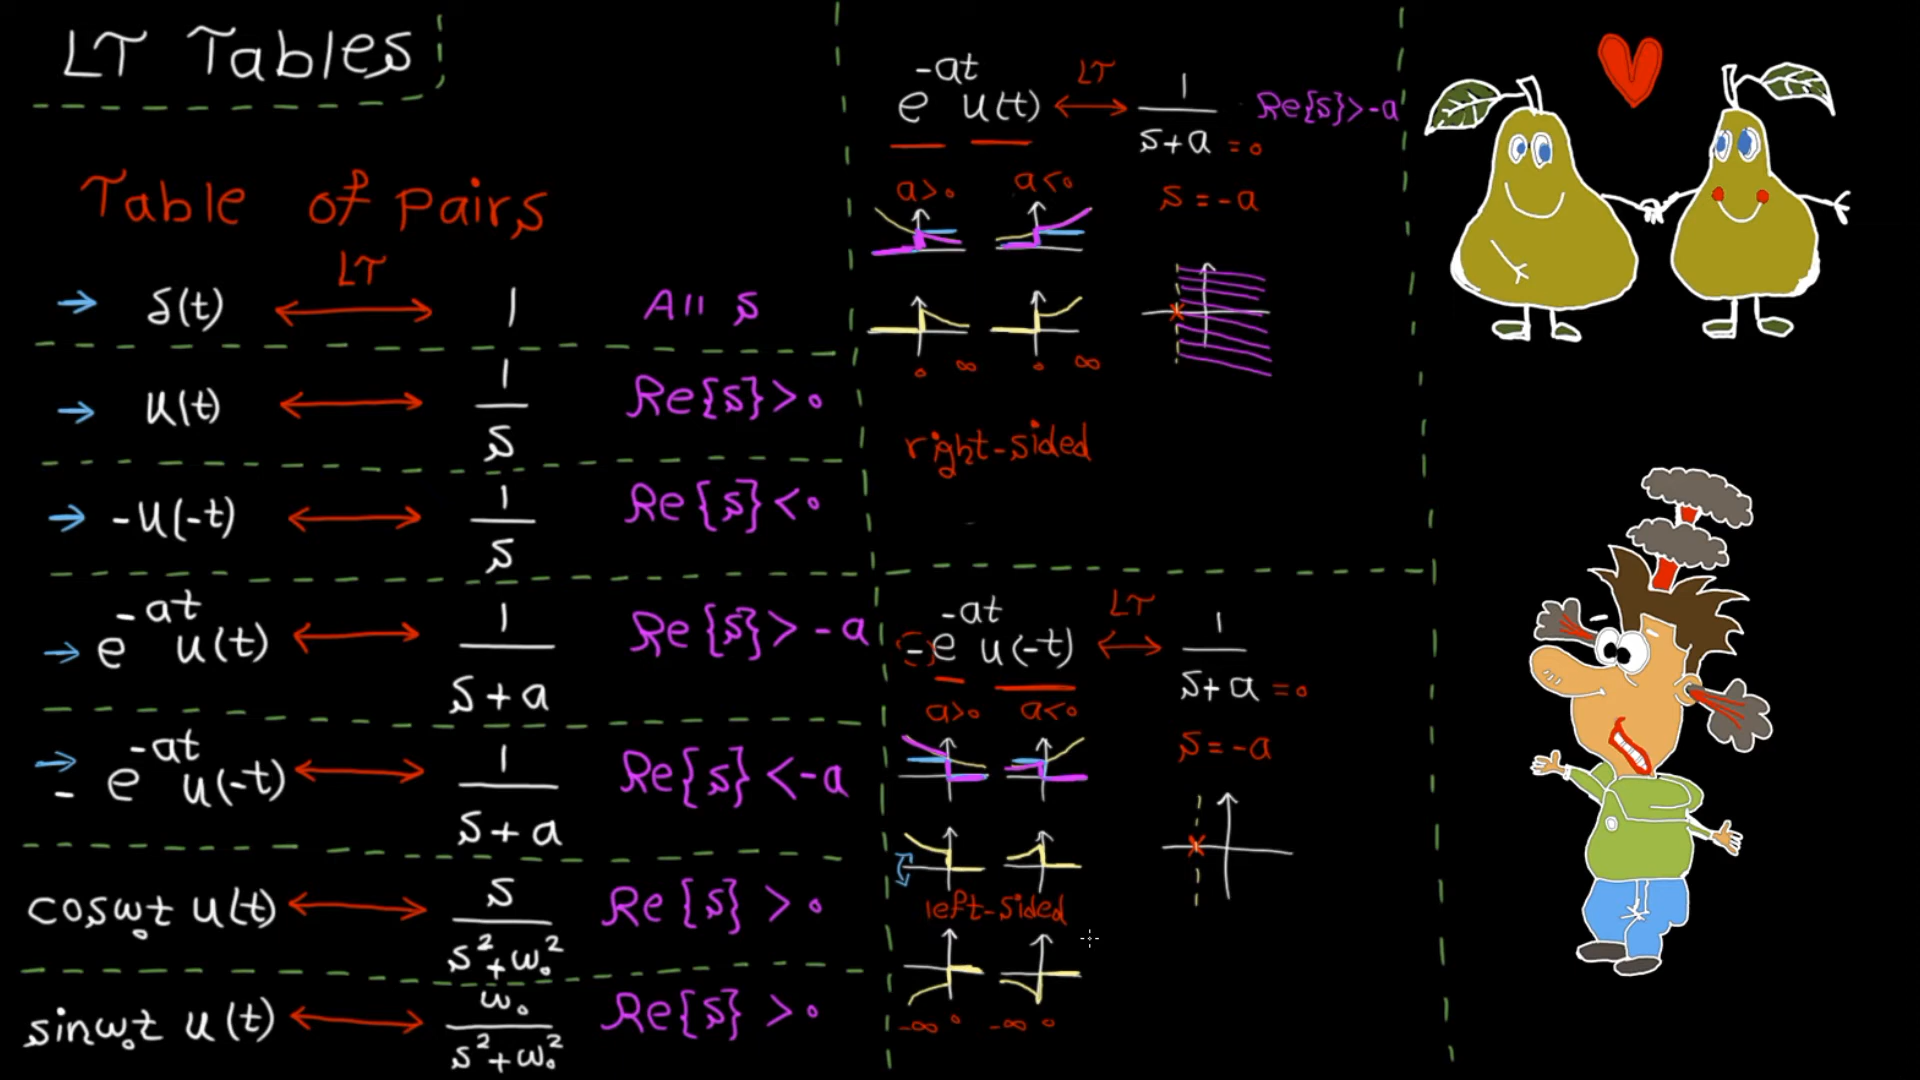 LT Tables
Table of pairs
LT
δ(t) ⟷ 1 All s
u(t) ⟷ 1/s Re{s}>0
-u(-t) ⟷ 1/s Re{s}<0
e^{-at} u(t) ⟷ 1/(s+a) Re{s}>-a
-e^{-at} u(-t) ⟷ 1/(s+a) Re{s}<-a
cosω₀t u(t) ⟷ s/(s²+ω₀²) Re{s}>0
sinω₀t u(t) ⟷ ω₀/(s²+ω₀²) Re{s}>0
LT
e^{-at} u(t) ⟷ 1/(s+a) Re{s}>-a
s+a = 0
a>0 a<0 s = -a
0 ∞ 0 ∞
right-sided
LT
-e^{-at} u(-t) ⟷ 1/(s+a)
s+a = 0
a>0 a<0
s = -a
left-sided
-∞ 0 -∞ 0